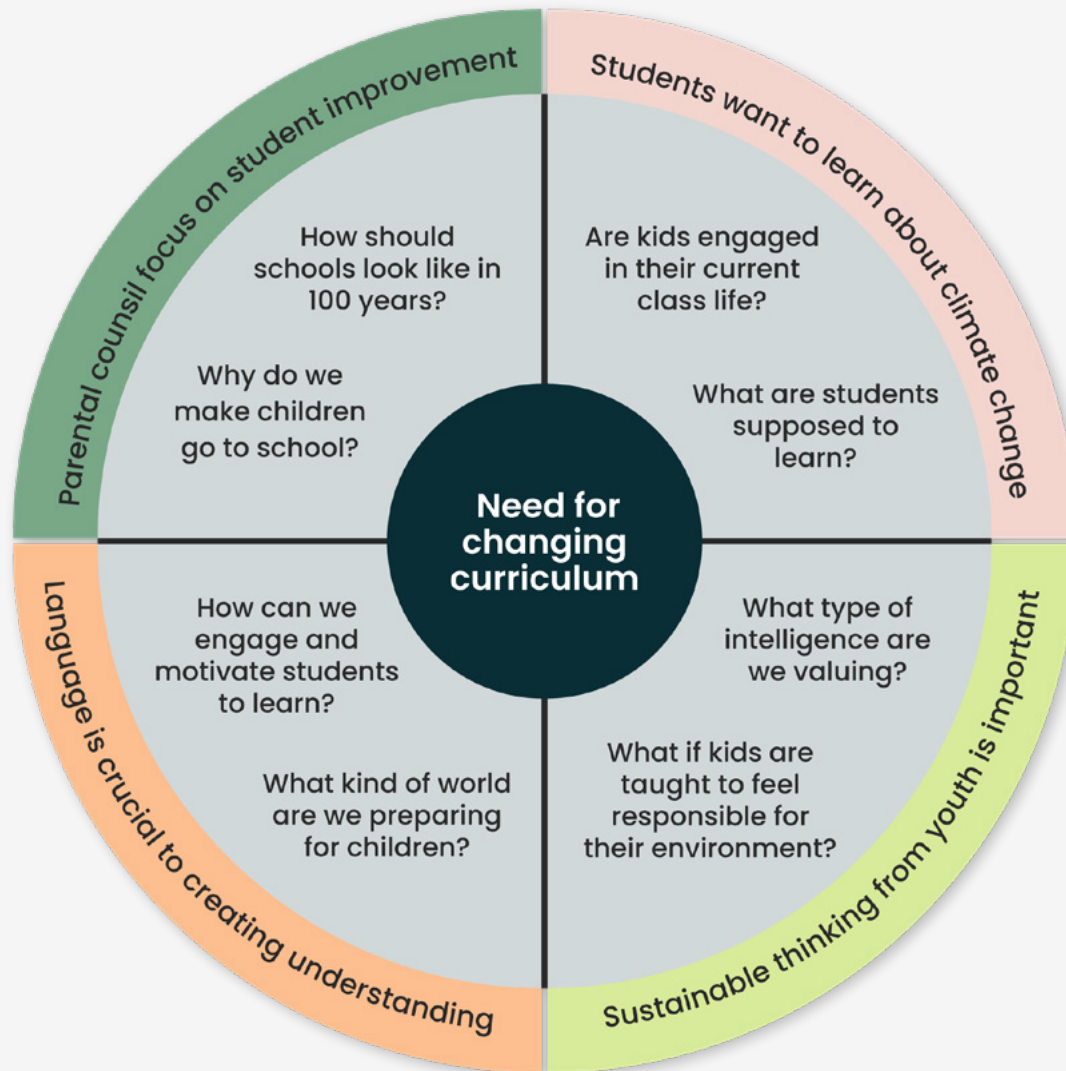 Parental counsil focus on student improvement
Students want to learn about climate change
How should
schools look like in
100 years?
Why do we
make children
go to school?
Are kids engaged
in their current
class life?
What are students
supposed to
learn?
Need for
changing
curriculum
How can we
engage and
motivate students
to learn?
What kind of world
are we preparing
for children?
What type of
intelligence are
we valuing?
What if kids are
taught to feel
responsible for
their environment?
Language is crucial to creating understanding
Sustainable thinking from youth is important